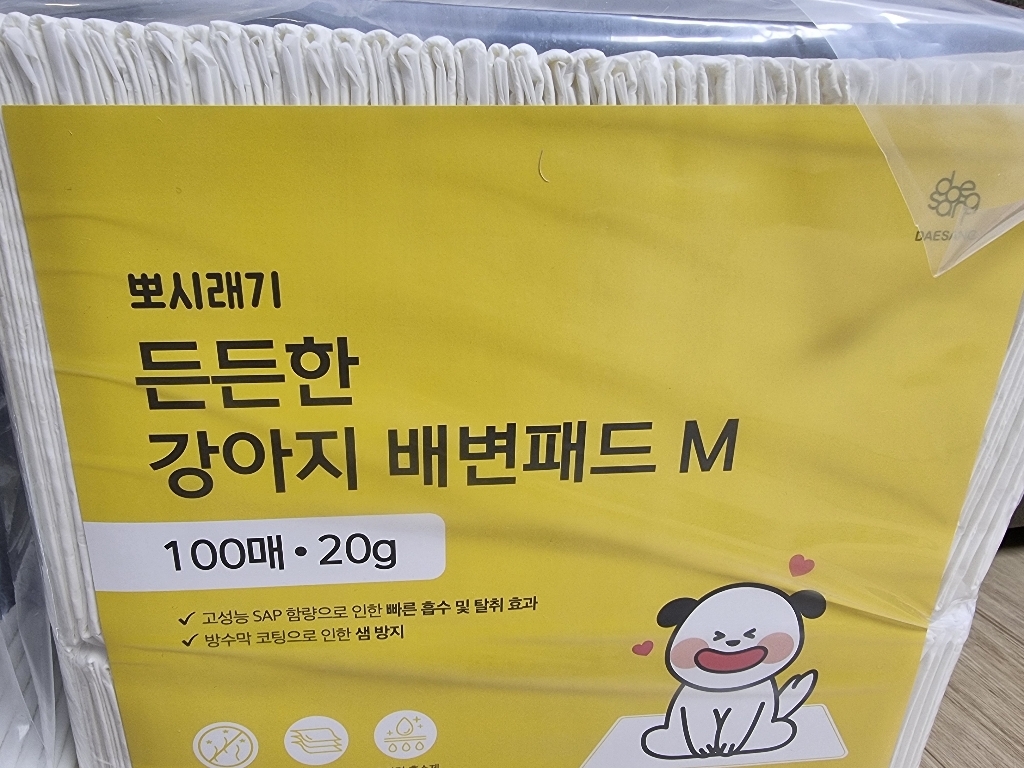 dae
sang
DAESANG
뽀시래기
든든한
강아지 배변패드 M
100매 • 20g
✓ 고성능 SAP 함량으로 인한 빠른 흡수 및 탈취 효과
✓ 방수막 코팅으로 인한 샘 방지